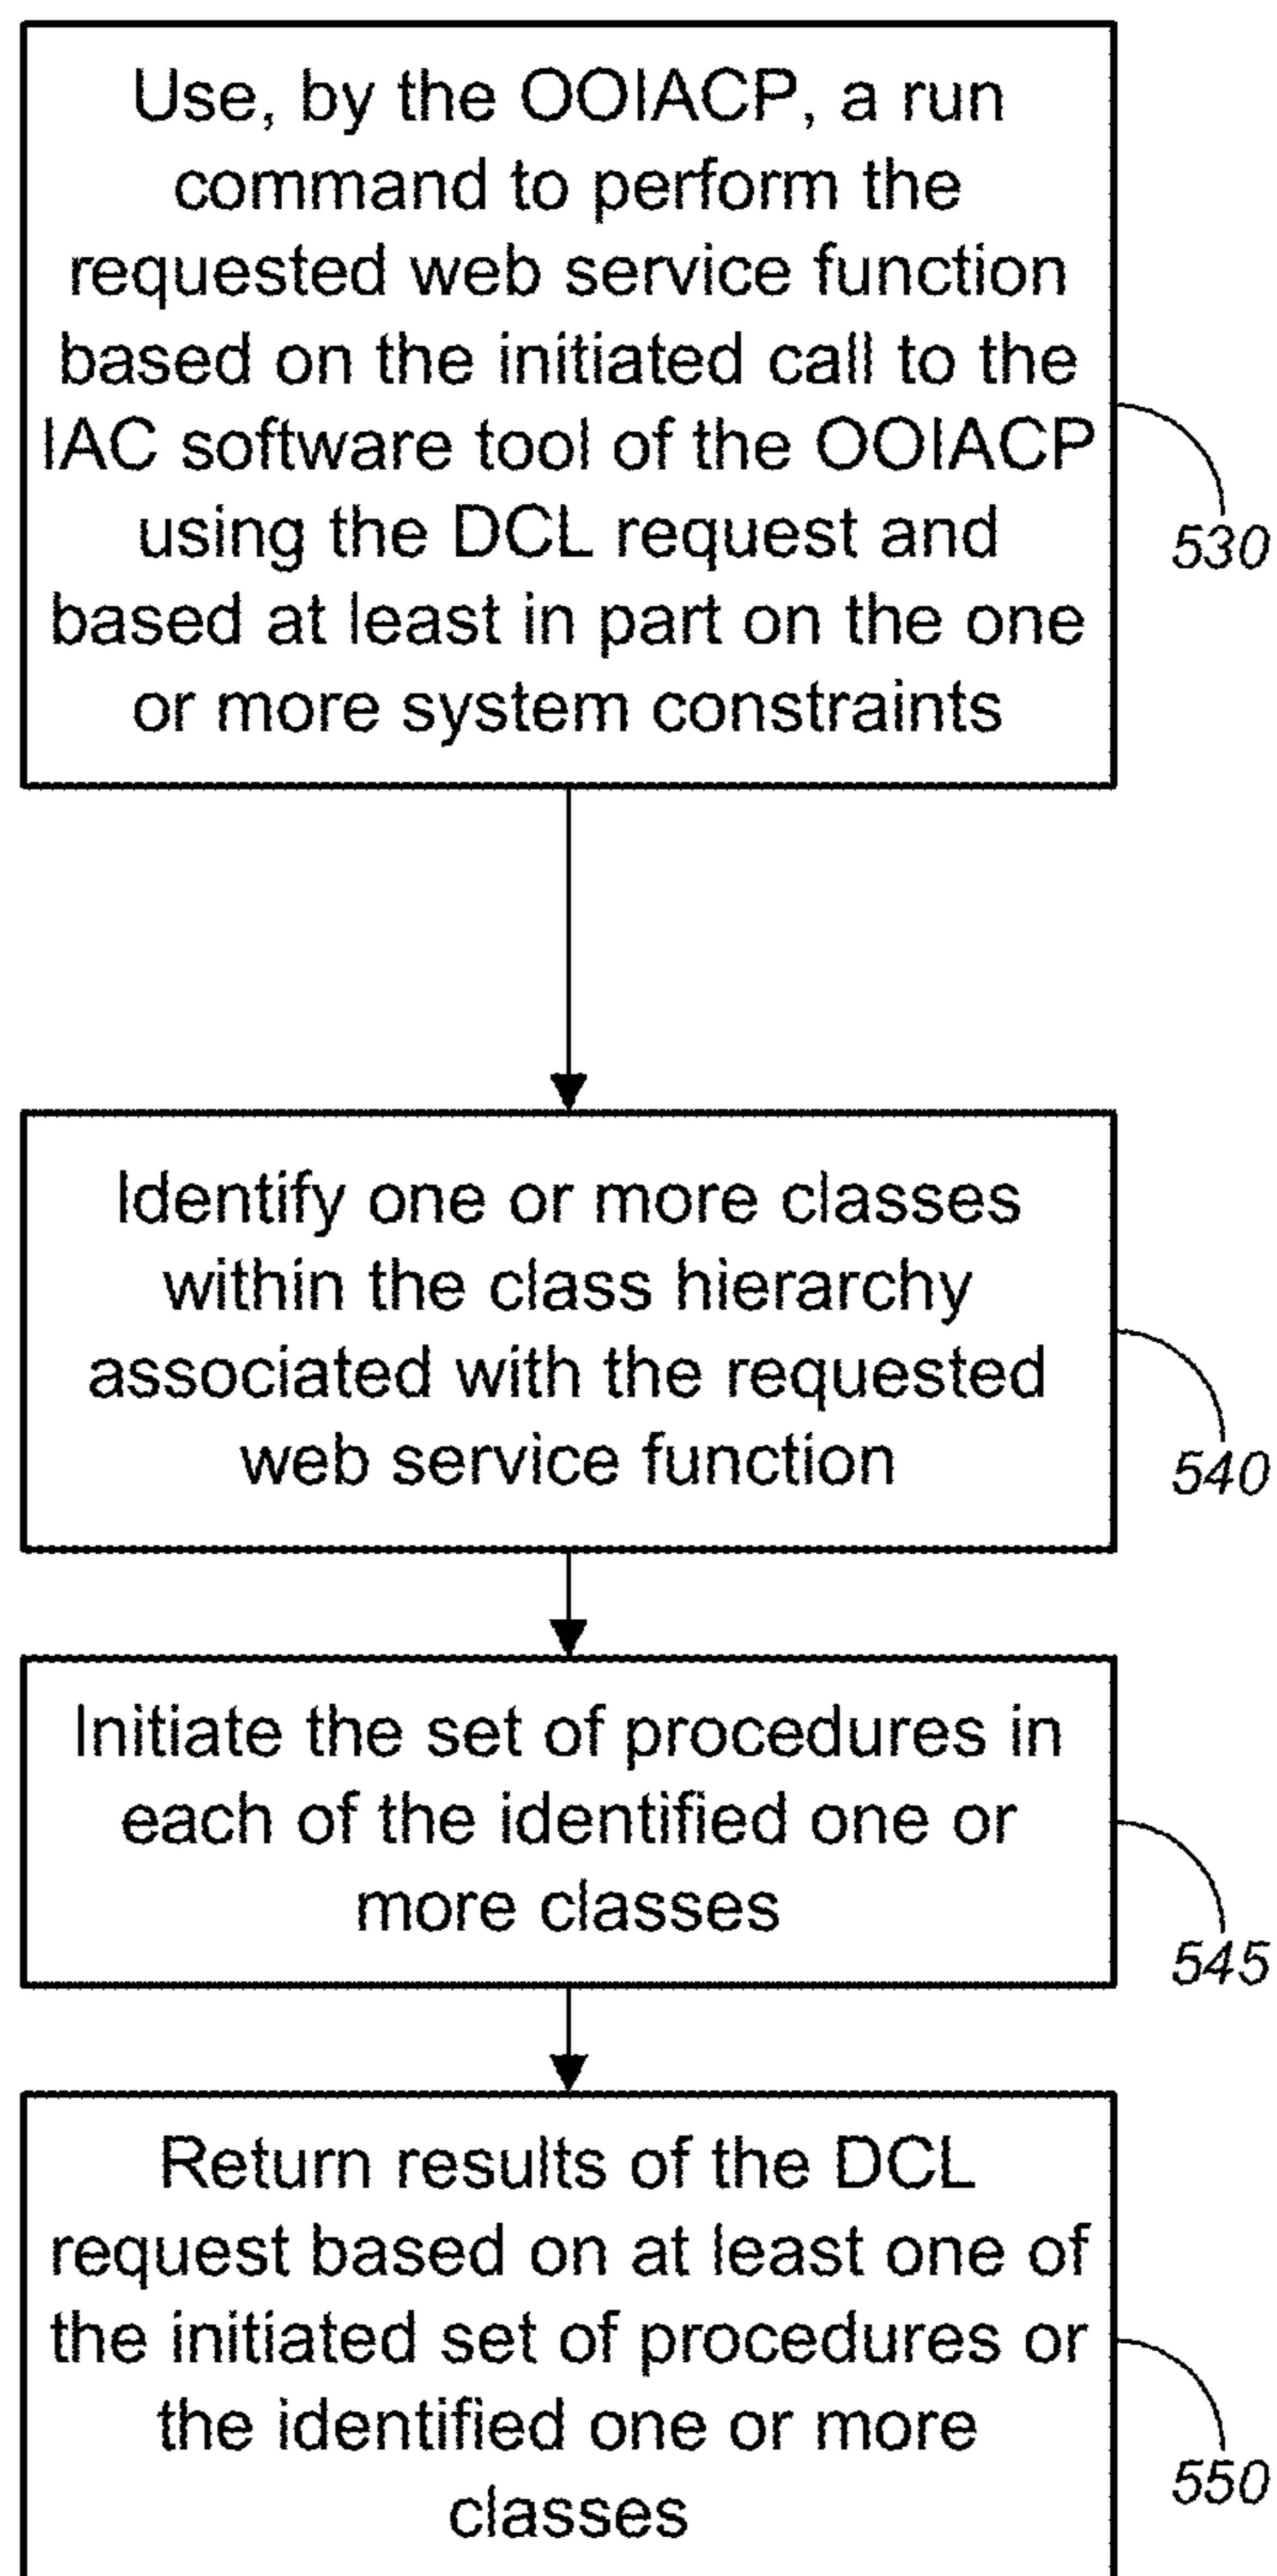 Use, by the OOIACP, a run
command to perform the
requested web service function
based on the initiated call to the
IAC software tool of the OOIACP
using the DCL request and
based at least in part on the one
or more system constraints
530
Identify one or more classes
within the class hierarchy
associated with the requested
web service function
540
Initiate the set of procedures in
each of the identified one or
more classes
545
Return results of the DCL
request based on at least one of
the initiated set of procedures or
the identified one or more
classes
550